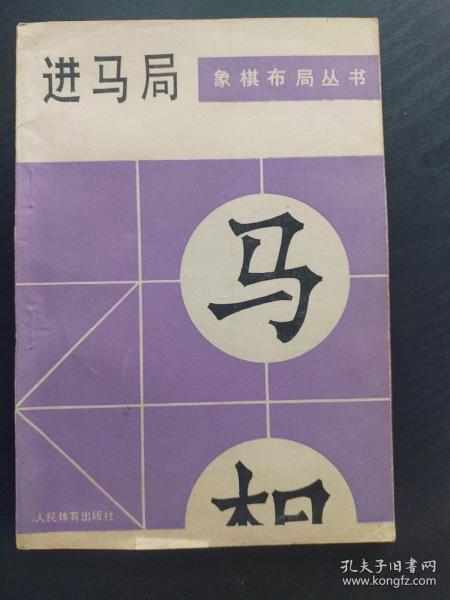 进马局
象棋布局丛书
马
相
人民体育出版社
孔夫子旧书网
www.kongfz.com